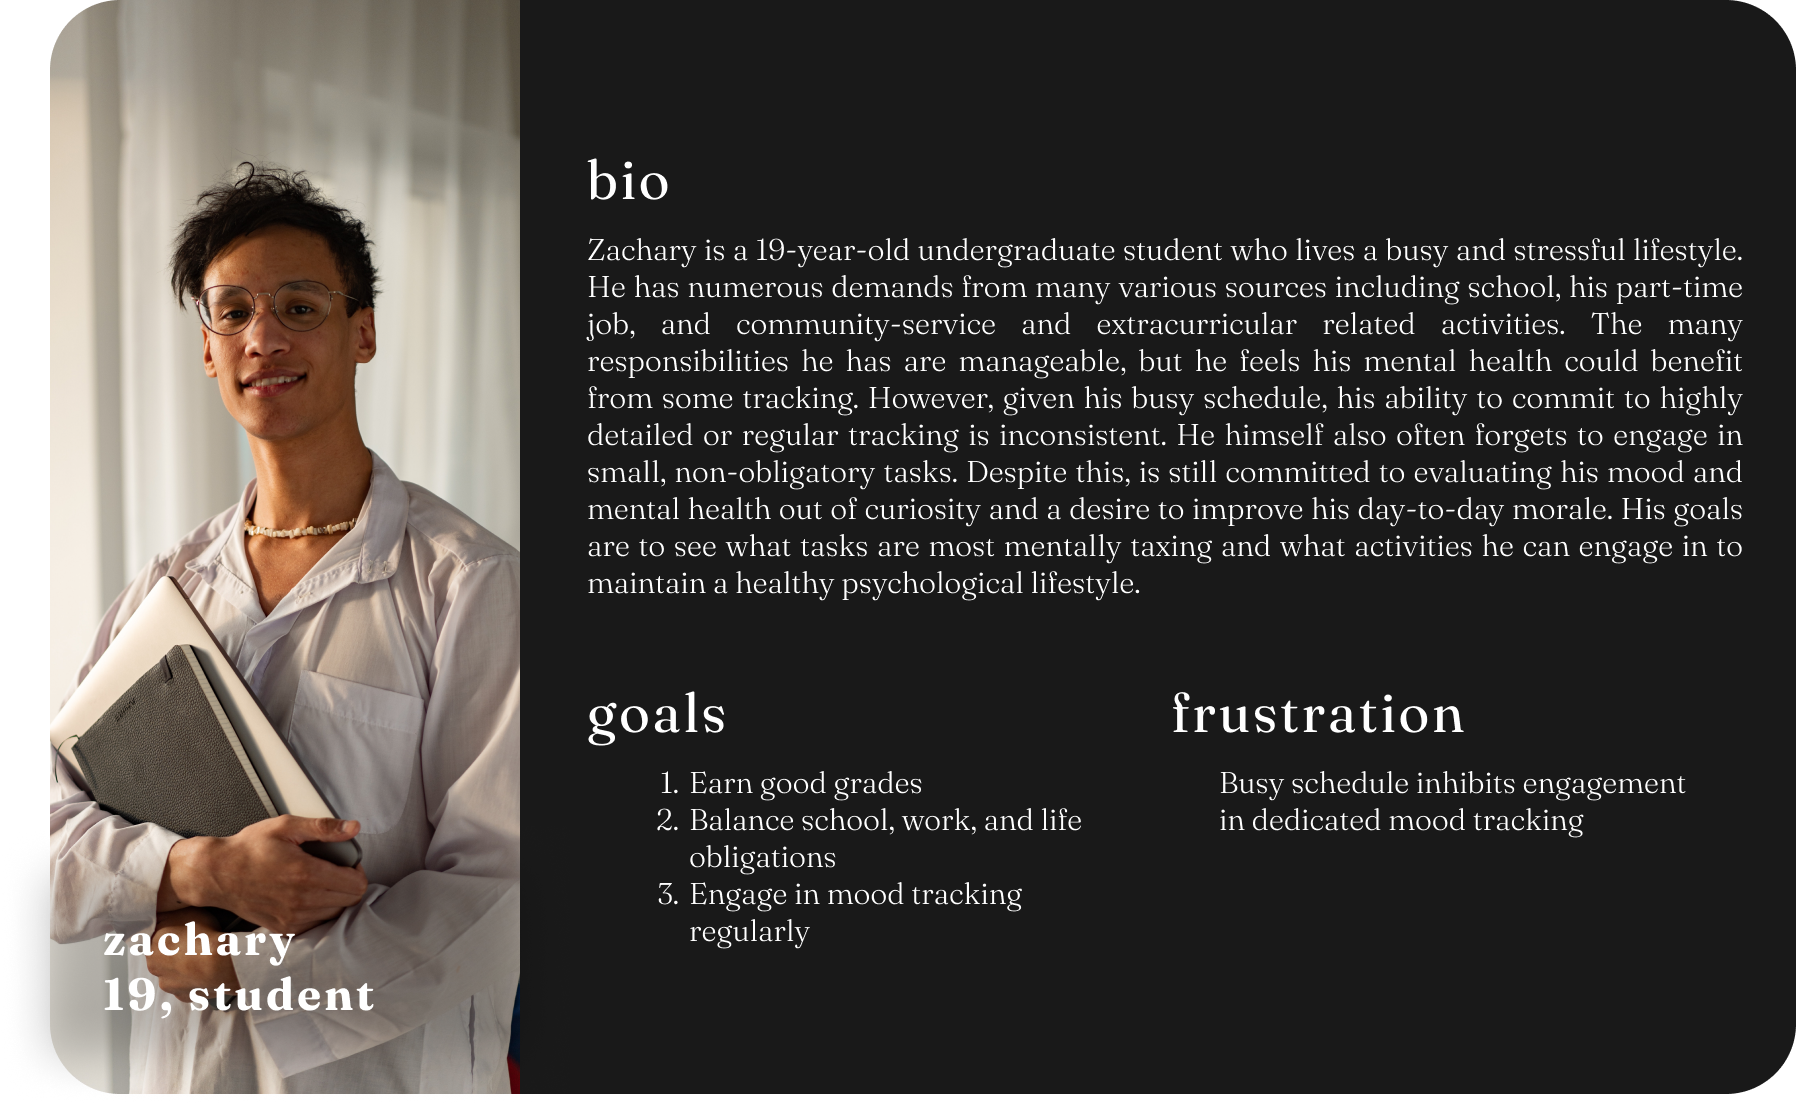 bio
Zachary is a 19-year-old undergraduate student who lives a busy and stressful lifestyle.
He has numerous demands from many various sources including school, his part-time
job, and community-service and extracurricular related activities. The many
responsibilities he has are manageable, but he feels his mental health could benefit
from some tracking. However, given his busy schedule, his ability to commit to highly
detailed or regular tracking is inconsistent. He himself also often forgets to engage in
small, non-obligatory tasks. Despite this, is still committed to evaluating his mood and
mental health out of curiosity and a desire to improve his day-to-day morale. His goals
are to see what tasks are most mentally taxing and what activities he can engage in to
maintain a healthy psychological lifestyle.
goals
1. Earn good grades
2. Balance school, work, and life
obligations
3. Engage in mood tracking
regularly
frustration
Busy schedule inhibits engagement
in dedicated mood tracking
zachary
19, student